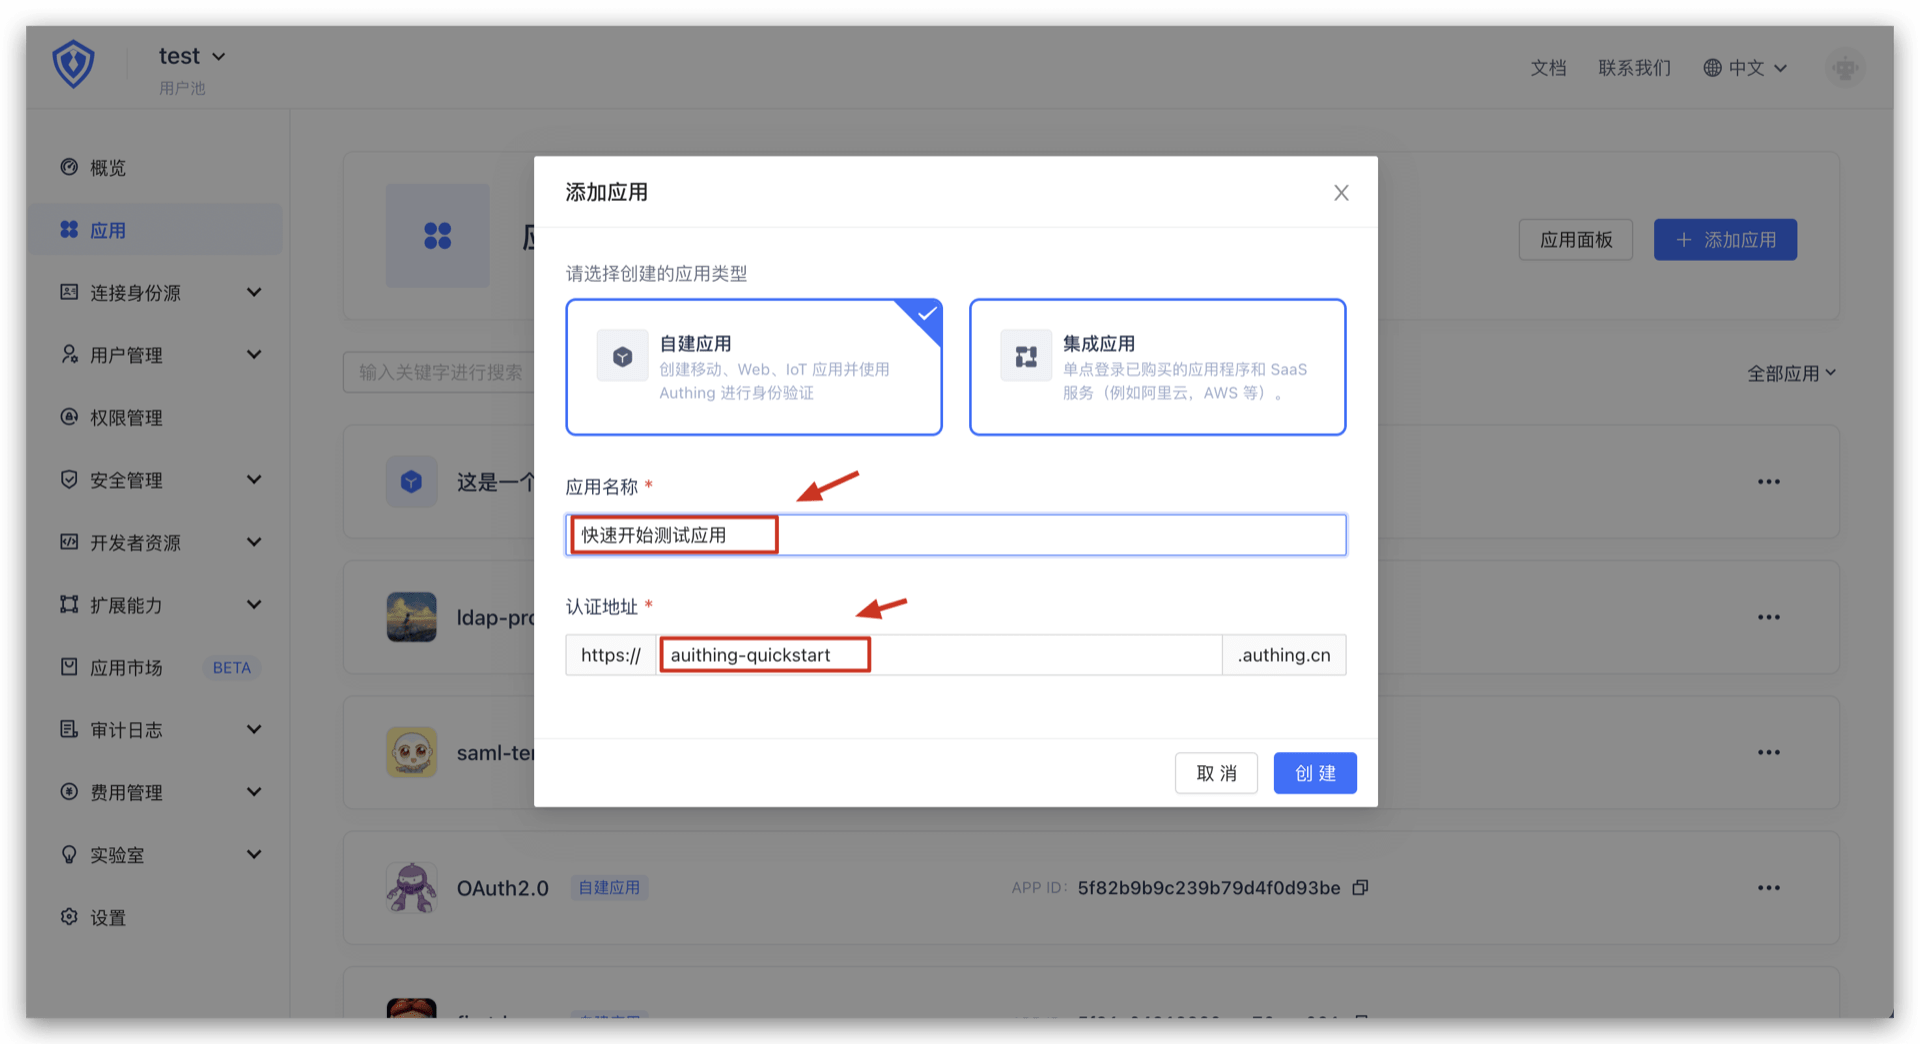 test
用户池
文档
联系我们
中文
概览
应用
连接身份源
用户管理
权限管理
安全管理
开发者资源
扩展能力
应用市场 BETA
审计日志
费用管理
实验室
设置
应用面板
+ 添加应用
输入关键字进行搜索
全部应用
这是一个
ldap-pro
saml-te
OAuth2.0 自建应用 APP ID: 5f82b9b9c239b79d4f0d93be
添加应用
请选择创建的应用类型
自建应用
创建移动、Web、IoT 应用并使用
Authing 进行身份验证
集成应用
单点登录已购买的应用程序和 SaaS
服务（例如阿里云，AWS 等）。
应用名称 *
快速开始测试应用
认证地址 *
https:// auithing-quickstart .authing.cn
取 消
创 建